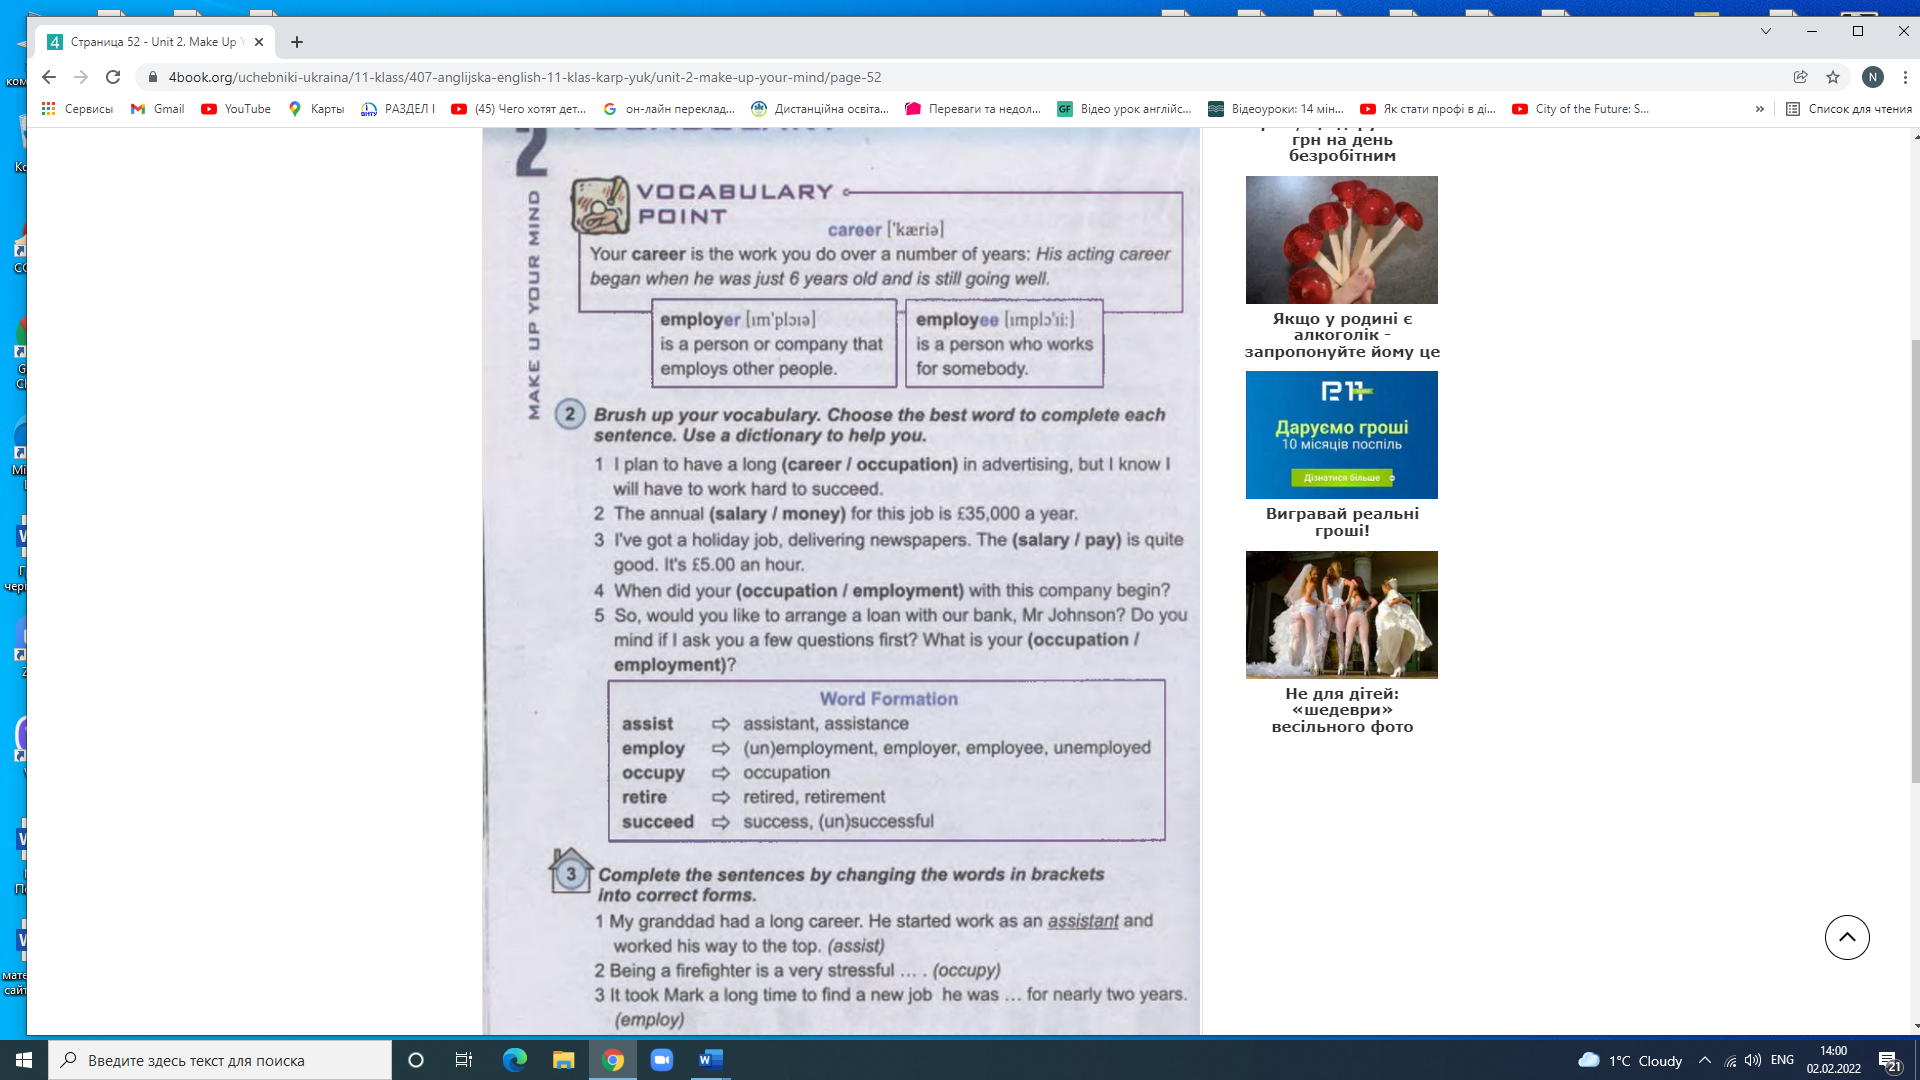 Страница 52 - Unit 2. Make Up Y
4book.org/uchebniki-ukraina/11-klass/407-anglijska-english-11-klas-karp-yuk/unit-2-make-up-your-mind/page-52
N
Сервисы Gmail YouTube Карты РАЗДЕЛ I (45) Чего хотят дет... он-лайн переклад... Дистанційна освіта... Переваги та недол... Відео урок англійс... Відеоуроки: 14 мін... Як стати профі в ді... City of the Future: S... » Список для чтения
2
MAKE UP YOUR MIND
VOCABULARY
POINT
career ['kæriə]
Your career is the work you do over a number of years: His acting career
began when he was just 6 years old and is still going well.
employer [ım'plɔıə]
is a person or company that
employs other people.
employee [ımplɔ'ıi:]
is a person who works
for somebody.
2 Brush up your vocabulary. Choose the best word to complete each
sentence. Use a dictionary to help you.
1 I plan to have a long (career / occupation) in advertising, but I know I
will have to work hard to succeed.
2 The annual (salary / money) for this job is £35,000 a year.
3 I've got a holiday job, delivering newspapers. The (salary / pay) is quite
good. It's £5.00 an hour.
4 When did your (occupation / employment) with this company begin?
5 So, would you like to arrange a loan with our bank, Mr Johnson? Do you
mind if I ask you a few questions first? What is your (occupation /
employment)?
Word Formation
assist ⇨ assistant, assistance
employ ⇨ (un)employment, employer, employee, unemployed
occupy ⇨ occupation
retire ⇨ retired, retirement
succeed ⇨ success, (un)successful
3 Complete the sentences by changing the words in brackets
into correct forms.
1 My granddad had a long career. He started work as an assistant and
worked his way to the top. (assist)
2 Being a firefighter is a very stressful ... . (occupy)
3 It took Mark a long time to find a new job he was ... for nearly two years.
(employ)
грн на день
безробітним
Якщо у родині є
алкоголік -
запропонуйте йому це
Даруємо гроші
10 місяців поспіль
Дізнатися більше
Вигравай реальні
гроші!
Не для дітей:
«шедеври»
весільного фото
Введите здесь текст для поиска
1°C Cloudy
ENG
14:00
02.02.2022
21